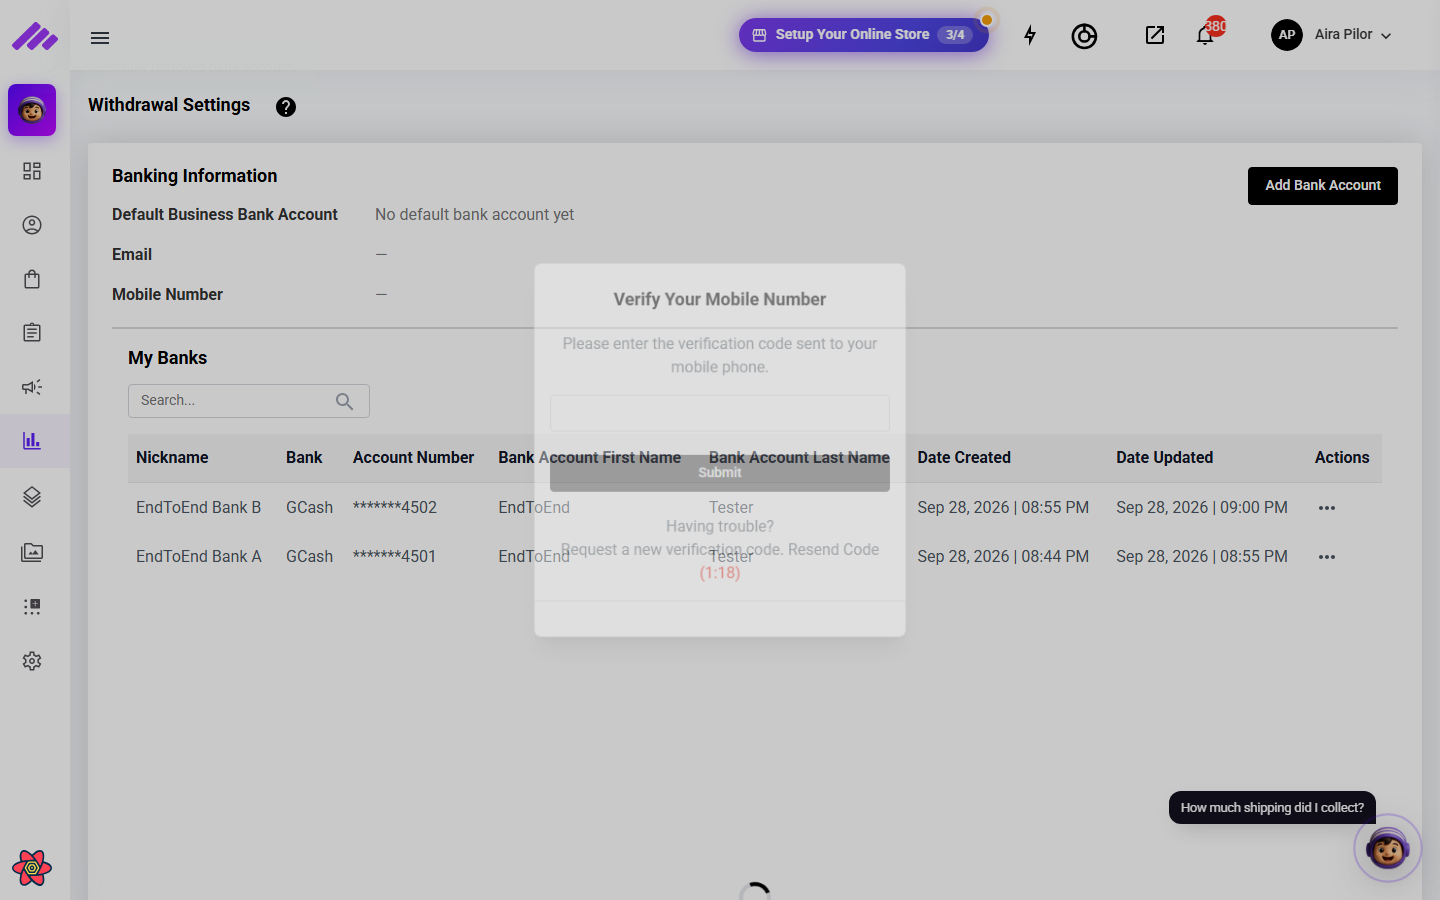 Setup Your Online Store 3/4
380
AP Aira Pilor
Withdrawal Settings ?
Banking Information
Add Bank Account
Default Business Bank Account No default bank account yet
Email —
Mobile Number —
Verify Your Mobile Number
Please enter the verification code sent to your
mobile phone.
My Banks
Search...
Nickname Bank Account Number Bank Account First Name Bank Account Last Name Date Created Date Updated Actions
Submit
EndToEnd Bank B GCash *******4502 EndToEnd Tester Sep 28, 2026 | 08:55 PM Sep 28, 2026 | 09:00 PM •••
Having trouble?
Request a new verification code. Resend Code
(1:18)
EndToEnd Bank A GCash *******4501 EndToEnd Tester Sep 28, 2026 | 08:44 PM Sep 28, 2026 | 08:55 PM •••
How much shipping did I collect?